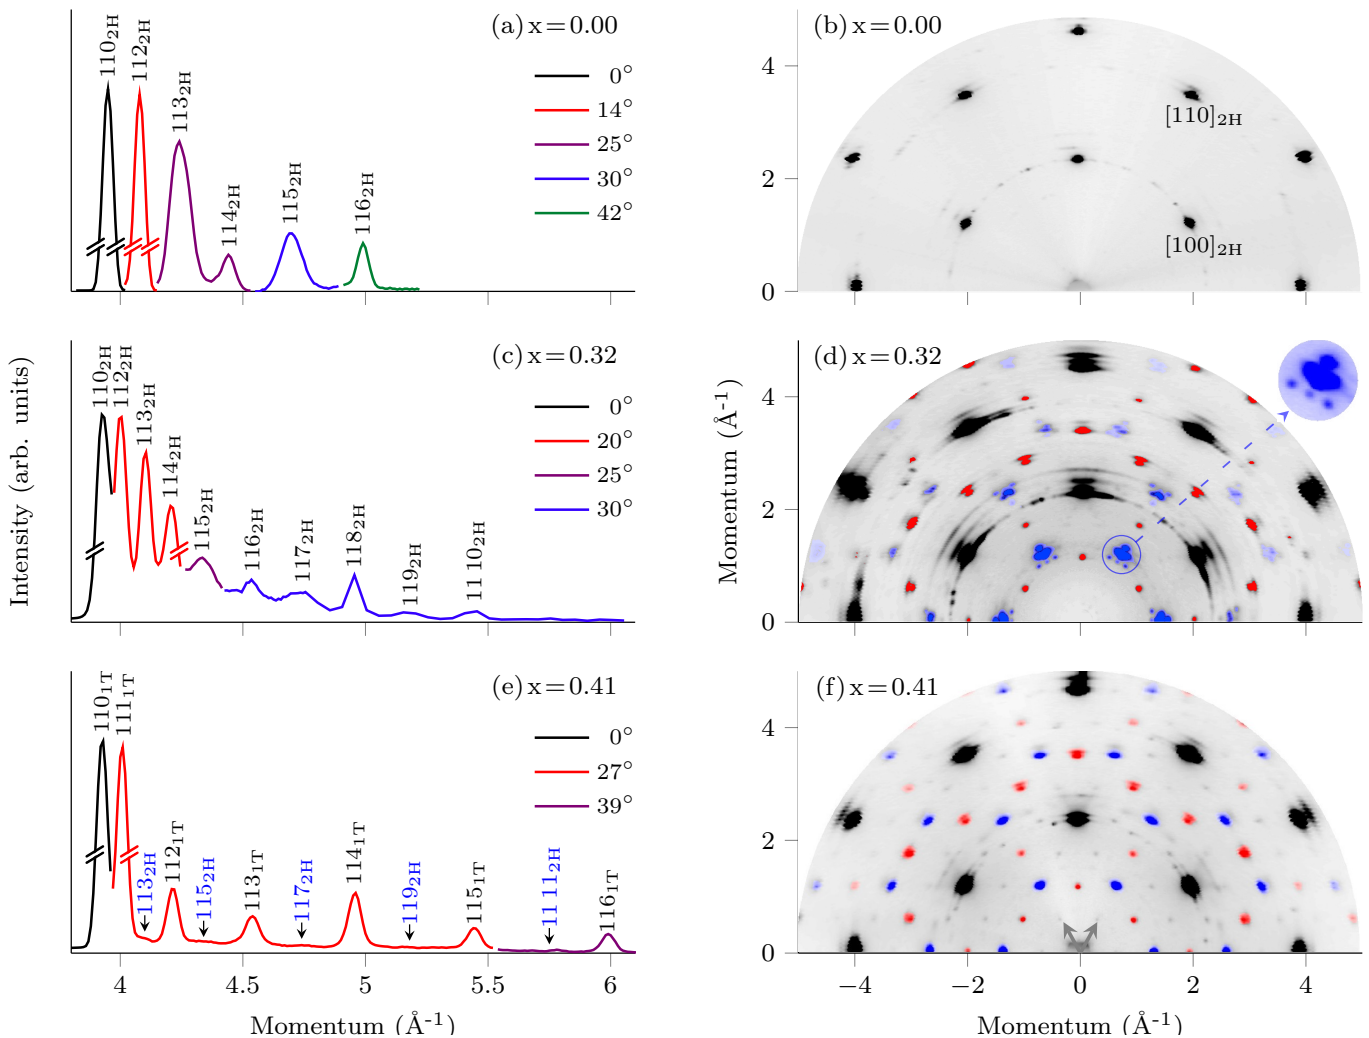 (a) x = 0.00
110₂H
112₂H
113₂H
114₂H
115₂H
116₂H
0°
14°
25°
30°
42°
(b) x = 0.00
[110]₂H
[100]₂H
4
2
0
(c) x = 0.32
110₂H
112₂H
113₂H
114₂H
115₂H
116₂H
117₂H
118₂H
119₂H
11 10₂H
0°
20°
25°
30°
Intensity (arb. units)
(d) x = 0.32
Momentum (Å⁻¹)
4
2
0
(e) x = 0.41
110₁T
111₁T
113₂H
112₁T
115₂H
113₁T
117₂H
114₁T
119₂H
115₁T
11 11₂H
116₁T
0°
27°
39°
4
4.5
5
5.5
6
Momentum (Å⁻¹)
(f) x = 0.41
4
2
0
−4
−2
0
2
4
Momentum (Å⁻¹)